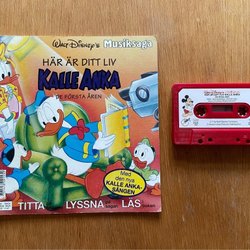 WALT DISNEY's Musiksaga
HÄR ÄR DITT LIV
KALLE ANKA
DE FÖRSTA ÅREN
Med
den nya
KALLE ANKA-
SÅNGEN
TITTA LYSSNA LÄS